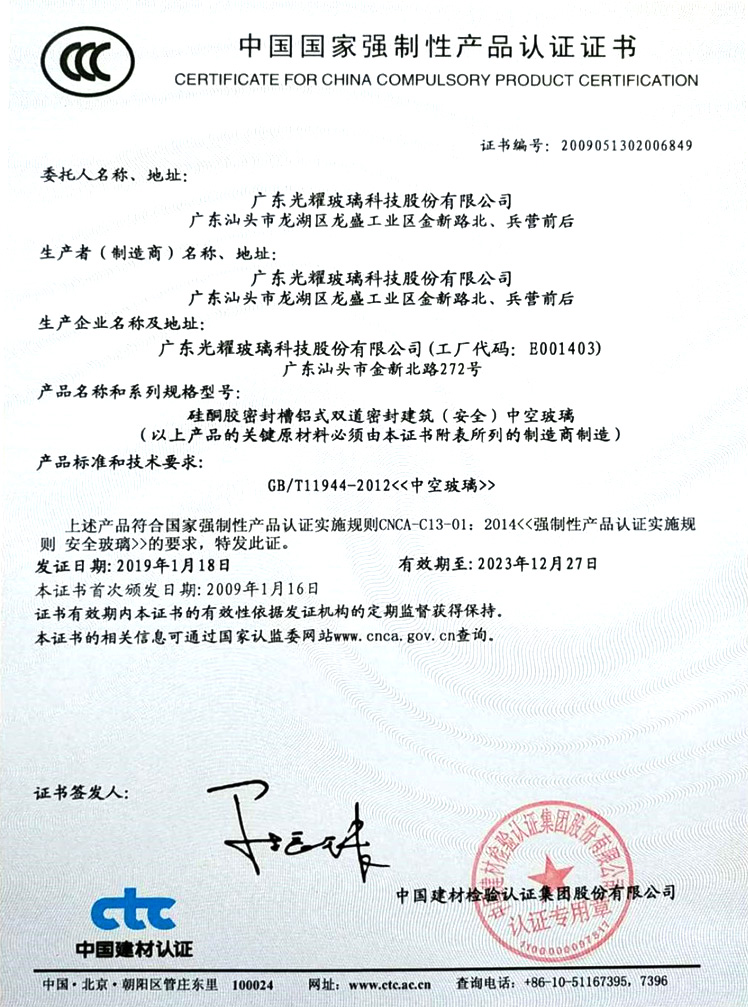 CCC
中国国家强制性产品认证证书
CERTIFICATE FOR CHINA COMPULSORY PRODUCT CERTIFICATION
证书编号：2009051302006849
委托人名称、地址：
广东光耀玻璃科技股份有限公司
广东汕头市龙湖区龙盛工业区金新路北、兵营前后
生产者（制造商）名称、地址：
广东光耀玻璃科技股份有限公司
广东汕头市龙湖区龙盛工业区金新路北、兵营前后
生产企业名称及地址：
广东光耀玻璃科技股份有限公司(工厂代码：E001403)
广东汕头市金新北路272号
产品名称和系列规格型号：
硅酮胶密封槽铝式双道密封建筑（安全）中空玻璃
（以上产品的关键原材料必须由本证书附表所列的制造商制造）
产品标准和技术要求：
GB/T11944-2012<<中空玻璃>>
上述产品符合国家强制性产品认证实施规则CNCA-C13-01：2014<<强制性产品认证实施规
则 安全玻璃>>的要求，特发此证。
发证日期：2019年1月18日 有效期至：2023年12月27日
本证书首次颁发日期：2009年1月16日
证书有效期内本证书的有效性依据发证机构的定期监督获得保持。
本证书的相关信息可通过国家认监委网站www.cnca.gov.cn查询。
证书签发人：
中国建材检验认证集团股份有限公司
中国建材检验认证集团股份有限公司
认证专用章
1100000097517
ctc
中国建材认证
中国·北京·朝阳区管庄东里 100024 网址：www.ctc.ac.cn 查询电话：+86-10-51167395，7396